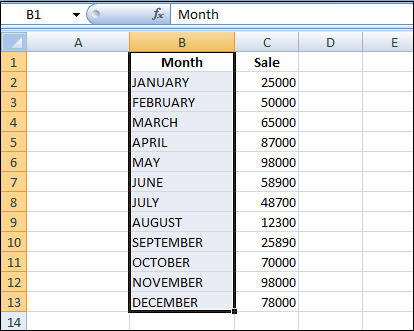 B1 fx Month
A B C D E
1 Month Sale
2 JANUARY 25000
3 FEBRUARY 50000
4 MARCH 65000
5 APRIL 87000
6 MAY 98000
7 JUNE 58900
8 JULY 48700
9 AUGUST 12300
10 SEPTEMBER 25890
11 OCTOBER 70000
12 NOVEMBER 98000
13 DECEMBER 78000
14